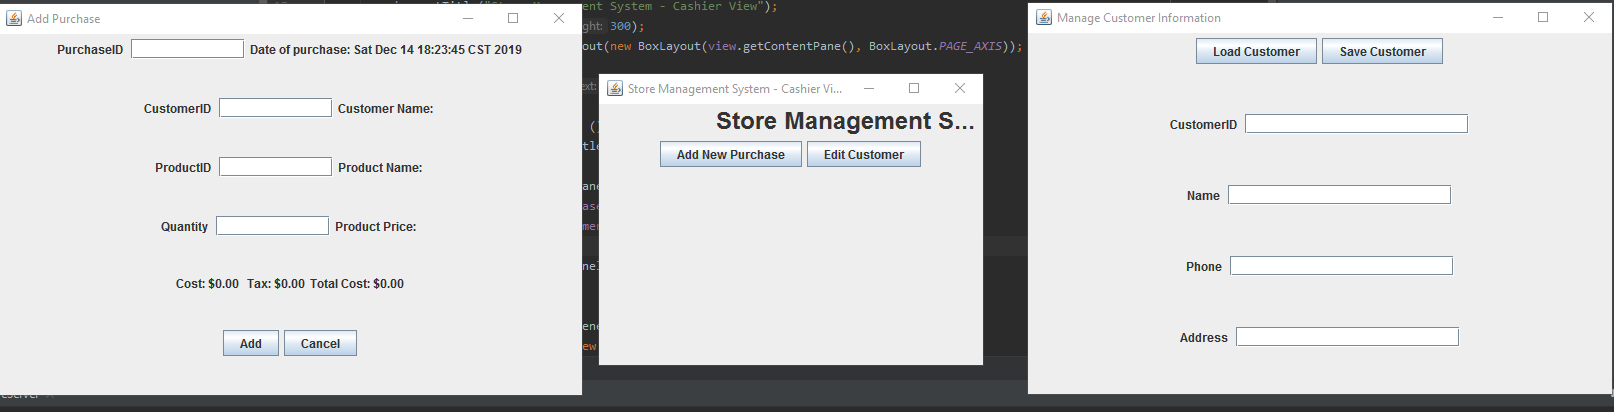 Add Purchase
PurchaseID Date of purchase: Sat Dec 14 18:23:45 CST 2019
CustomerID Customer Name:
ProductID Product Name:
Quantity Product Price:
Cost: $0.00 Tax: $0.00 Total Cost: $0.00
Add Cancel
System - Cashier View");
300);
(new BoxLayout(view.getContentPane(), BoxLayout.PAGE_AXIS));
Store Management System - Cashier Vi...
Store Management S...
Add New Purchase Edit Customer
Manage Customer Information
Load Customer Save Customer
CustomerID
Name
Phone
Address